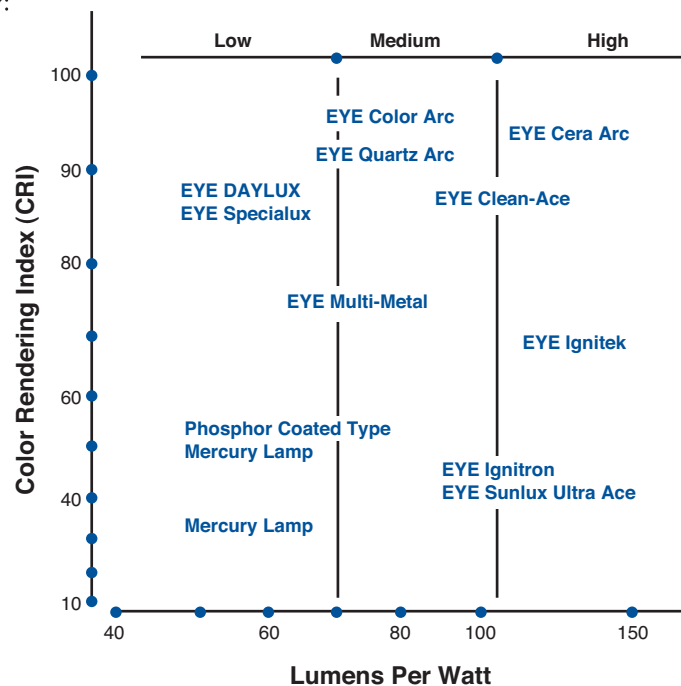 :
Low Medium High
100
EYE Color Arc
EYE Cera Arc
EYE Quartz Arc
90
EYE DAYLUX
EYE Specialux
EYE Clean-Ace
80
EYE Multi-Metal
EYE Ignitek
60
Phosphor Coated Type
Mercury Lamp
EYE Ignitron
EYE Sunlux Ultra Ace
40
Mercury Lamp
10
Color Rendering Index (CRI)
40 60 80 100 150
Lumens Per Watt